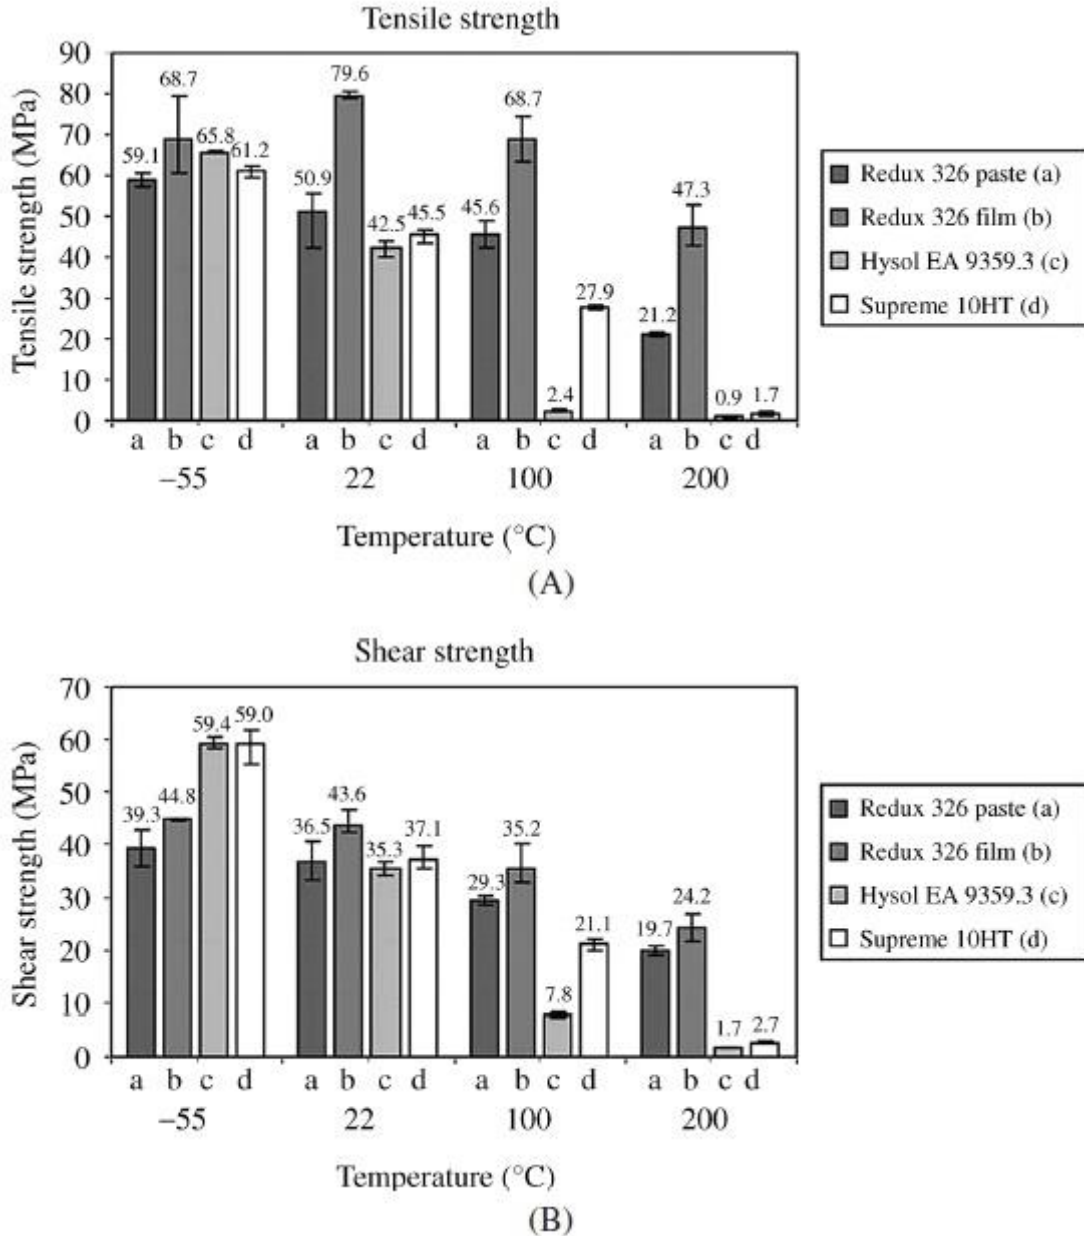 Tensile strength
Tensile strength (MPa)
90
80
70
60
50
40
30
20
10
0
59.1
68.7
65.8
61.2
50.9
79.6
42.5
45.5
45.6
68.7
2.4
27.9
21.2
47.3
0.9
1.7
a b c d a b c d a b c d a b c d
−55 22 100 200
Temperature (°C)
Redux 326 paste (a)
Redux 326 film (b)
Hysol EA 9359.3 (c)
Supreme 10HT (d)
(A)
Shear strength
Shear strength (MPa)
70
60
50
40
30
20
10
0
39.3
44.8
59.4
59.0
36.5
43.6
35.3
37.1
29.3
35.2
7.8
21.1
19.7
24.2
1.7
2.7
a b c d a b c d a b c d a b c d
−55 22 100 200
Temperature (°C)
Redux 326 paste (a)
Redux 326 film (b)
Hysol EA 9359.3 (c)
Supreme 10HT (d)
(B)